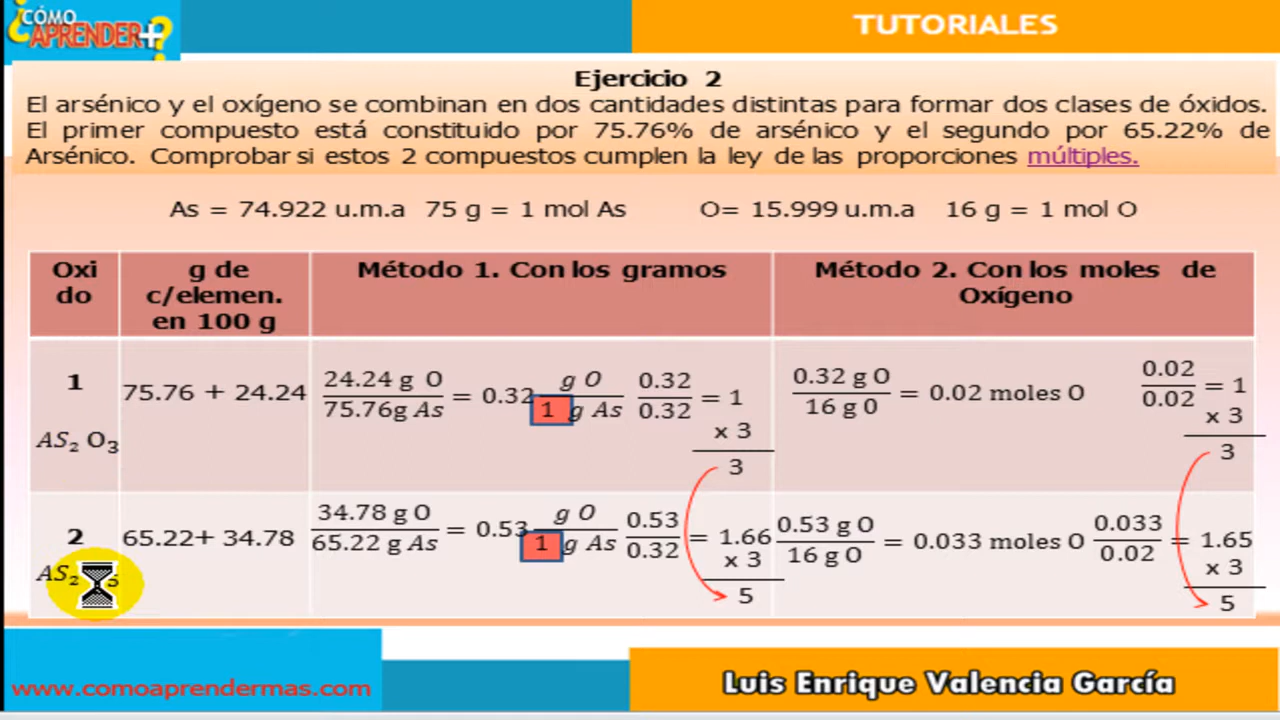 ¿CÓMO
APRENDER+?
TUTORIALES
Ejercicio 2
El arsénico y el oxígeno se combinan en dos cantidades distintas para formar dos clases de óxidos.
El primer compuesto está constituido por 75.76% de arsénico y el segundo por 65.22% de
Arsénico. Comprobar si estos 2 compuestos cumplen la ley de las proporciones múltiples.
As = 74.922 u.m.a 75 g = 1 mol As O= 15.999 u.m.a 16 g = 1 mol O
Oxi
do
g de
c/elemen.
en 100 g
Método 1. Con los gramos
Método 2. Con los moles de
Oxígeno
1
AS₂ O₃
75.76 + 24.24
24.24 g O
75.76g As
= 0.32
g O
1 g As
0.32
0.32
= 1
x 3
3
0.32 g O
16 g 0
= 0.02 moles O
0.02
0.02
= 1
x 3
3
2
AS₂
65.22+ 34.78
34.78 g O
65.22 g As
= 0.53
g O
1 g As
0.53
0.32
= 1.66
x 3
5
0.53 g O
16 g O
= 0.033 moles O
0.033
0.02
= 1.65
x 3
5
www.comoaprendermas.com
Luis Enrique Valencia García